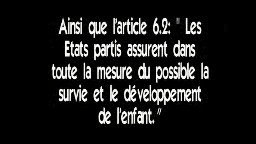 Ainsi que l'article 6.2: " Les
Etats partis assurent dans
toute la mesure du possible la
survie et le développement
de l'enfant."